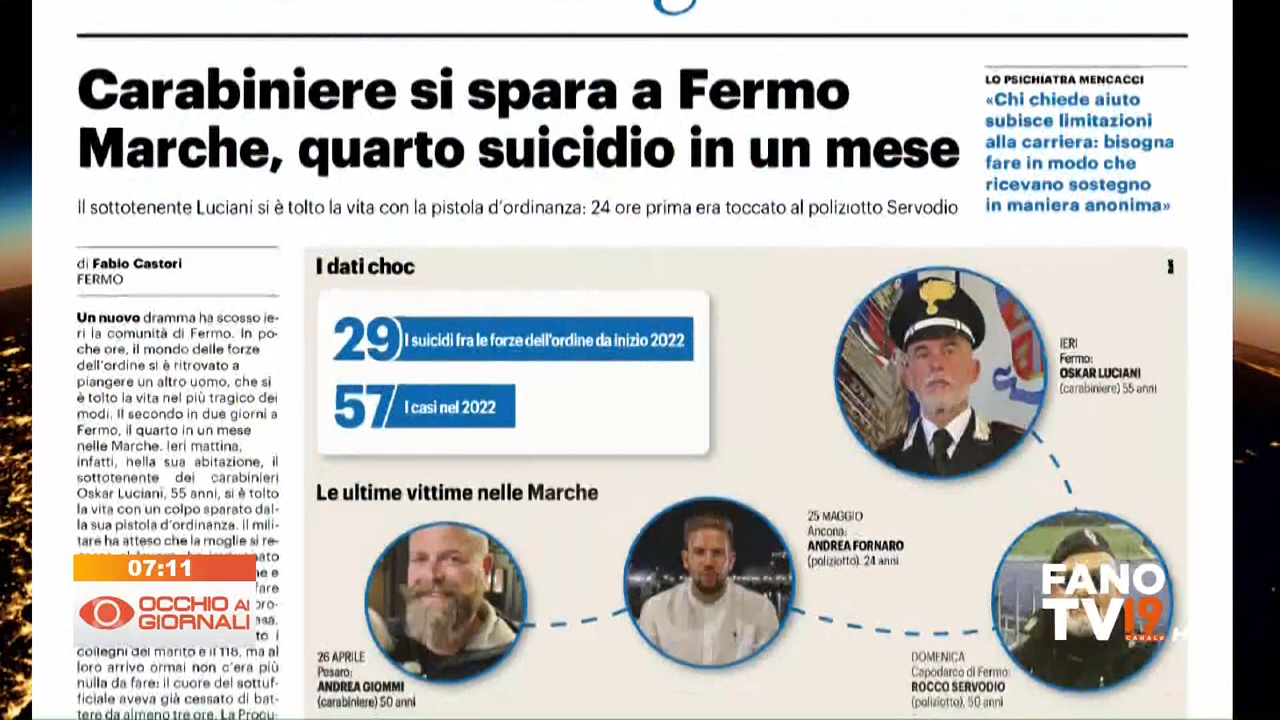 Carabiniere si spara a Fermo
Marche, quarto suicidio in un mese
Il sottotenente Luciani si è tolto la vita con la pistola d'ordinanza: 24 ore prima era toccato al poliziotto Servodio
LO PSICHIATRA MENCACCI
«Chi chiede aiuto
subisce limitazioni
alla carriera: bisogna
fare in modo che
ricevano sostegno
in maniera anonima»
di Fabio Castori
FERMO
Un nuovo dramma ha scosso ie-
ri la comunità di Fermo. In po-
che ore, il mondo delle forze
dell'ordine si è ritrovato a
piangere un altro uomo, che si
è tolto la vita nel più tragico dei
modi. Il secondo in due giorni a
Fermo, il quarto in un mese
nelle Marche. Ieri mattina,
infatti, nella sua abitazione, il
sottotenente dei carabinieri
Oskar Luciani, 55 anni, si è tolto
la vita con un colpo sparato dal-
la sua pistola d'ordinanza. Il mili-
tare ha atteso che la moglie si re-
colleghi del marito e il 118, ma al
loro arrivo ormai non c'era più
nulla da fare: il cuore del sottuf-
ficiale aveva già cessato di bat-
tere da almeno tre ore. La Procu-
I dati choc
29 I suicidi fra le forze dell'ordine da inizio 2022
57 I casi nel 2022
Le ultime vittime nelle Marche
IERI
Fermo:
OSKAR LUCIANI
(carabiniere) 55 anni
25 MAGGIO
Ancona:
ANDREA FORNARO
(poliziotto), 24 anni
26 APRILE
Pesaro:
ANDREA GIOMMI
(carabiniere) 50 anni
DOMENICA
Capodarco di Fermo:
ROCCO SERVODIO
(poliziotto), 50 anni
07:11
OCCHIO AI
GIORNALI
FANO
TV19
CANALE